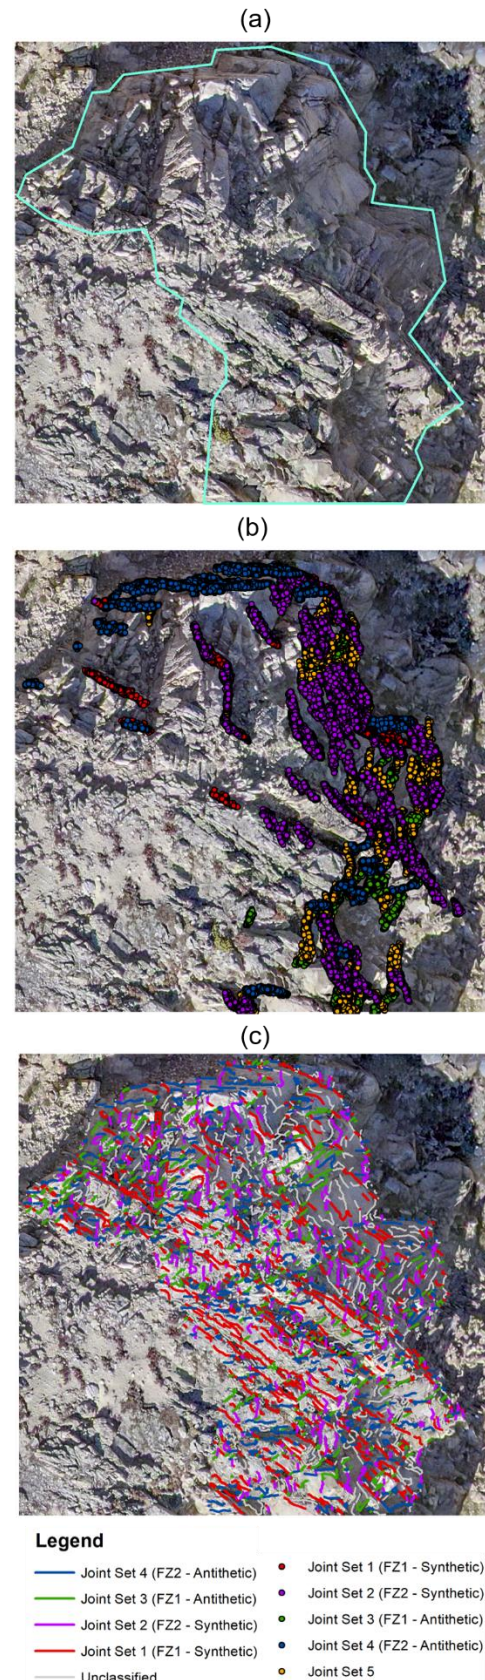 (a)
(b)
(c)
Legend
Joint Set 4 (FZ2 - Antithetic)
Joint Set 3 (FZ1 - Antithetic)
Joint Set 2 (FZ2 - Synthetic)
Joint Set 1 (FZ1 - Synthetic)
Unclassified
Joint Set 1 (FZ1 - Synthetic)
Joint Set 2 (FZ2 - Synthetic)
Joint Set 3 (FZ1 - Antithetic)
Joint Set 4 (FZ2 - Antithetic)
Joint Set 5